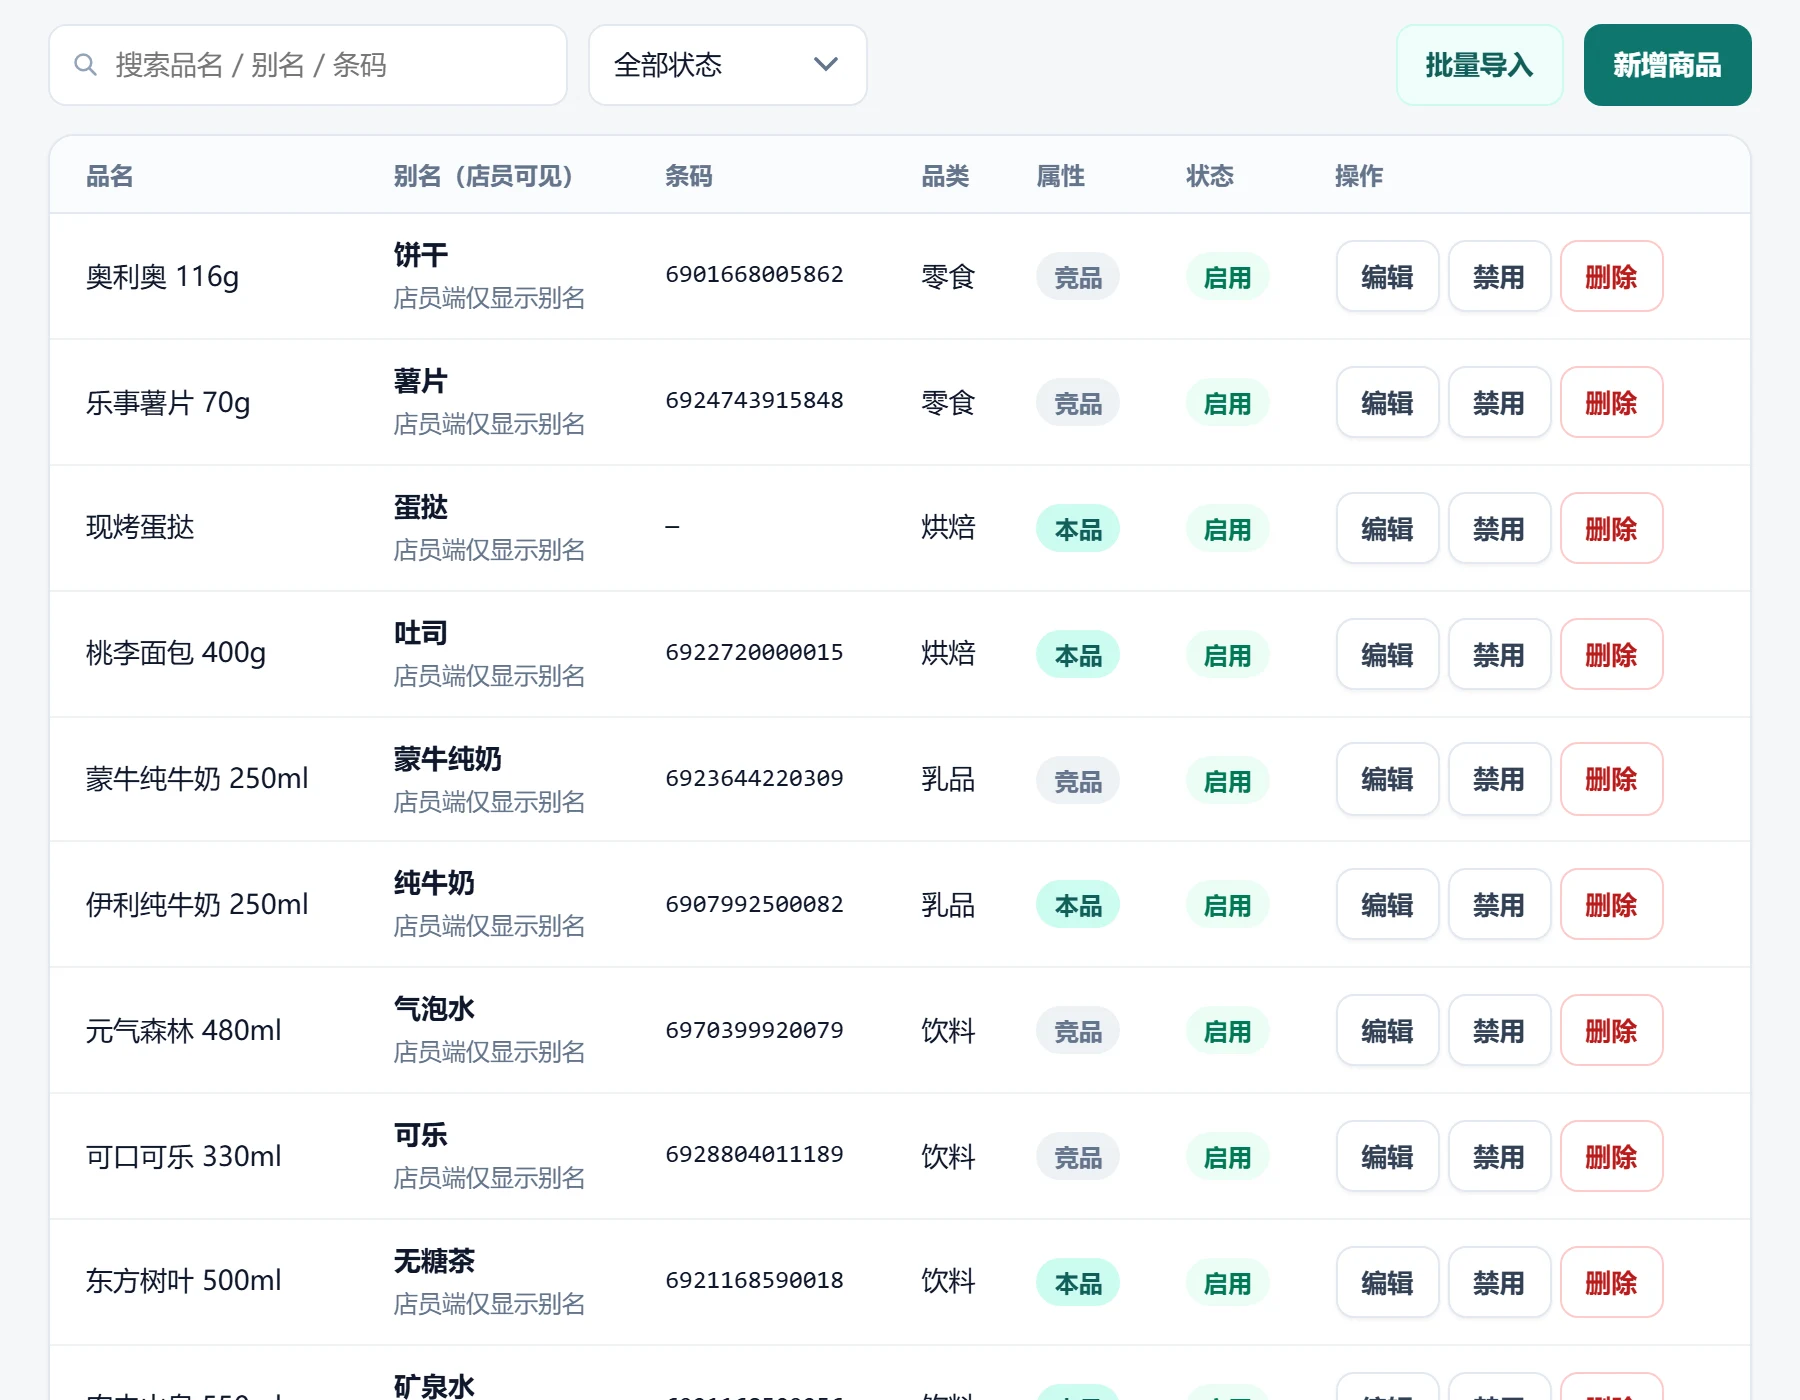 搜索品名 / 别名 / 条码
全部状态
批量导入
新增商品
品名 别名（店员可见） 条码 品类 属性 状态 操作
奥利奥 116g 饼干 6901668005862 零食 竞品 启用 编辑 禁用 删除
店员端仅显示别名
乐事薯片 70g 薯片 6924743915848 零食 竞品 启用 编辑 禁用 删除
店员端仅显示别名
现烤蛋挞 蛋挞 – 烘焙 本品 启用 编辑 禁用 删除
店员端仅显示别名
桃李面包 400g 吐司 6922720000015 烘焙 本品 启用 编辑 禁用 删除
店员端仅显示别名
蒙牛纯牛奶 250ml 蒙牛纯奶 6923644220309 乳品 竞品 启用 编辑 禁用 删除
店员端仅显示别名
伊利纯牛奶 250ml 纯牛奶 6907992500082 乳品 本品 启用 编辑 禁用 删除
店员端仅显示别名
元气森林 480ml 气泡水 6970399920079 饮料 竞品 启用 编辑 禁用 删除
店员端仅显示别名
可口可乐 330ml 可乐 6928804011189 饮料 竞品 启用 编辑 禁用 删除
店员端仅显示别名
东方树叶 500ml 无糖茶 6921168590018 饮料 本品 启用 编辑 禁用 删除
店员端仅显示别名
矿泉水